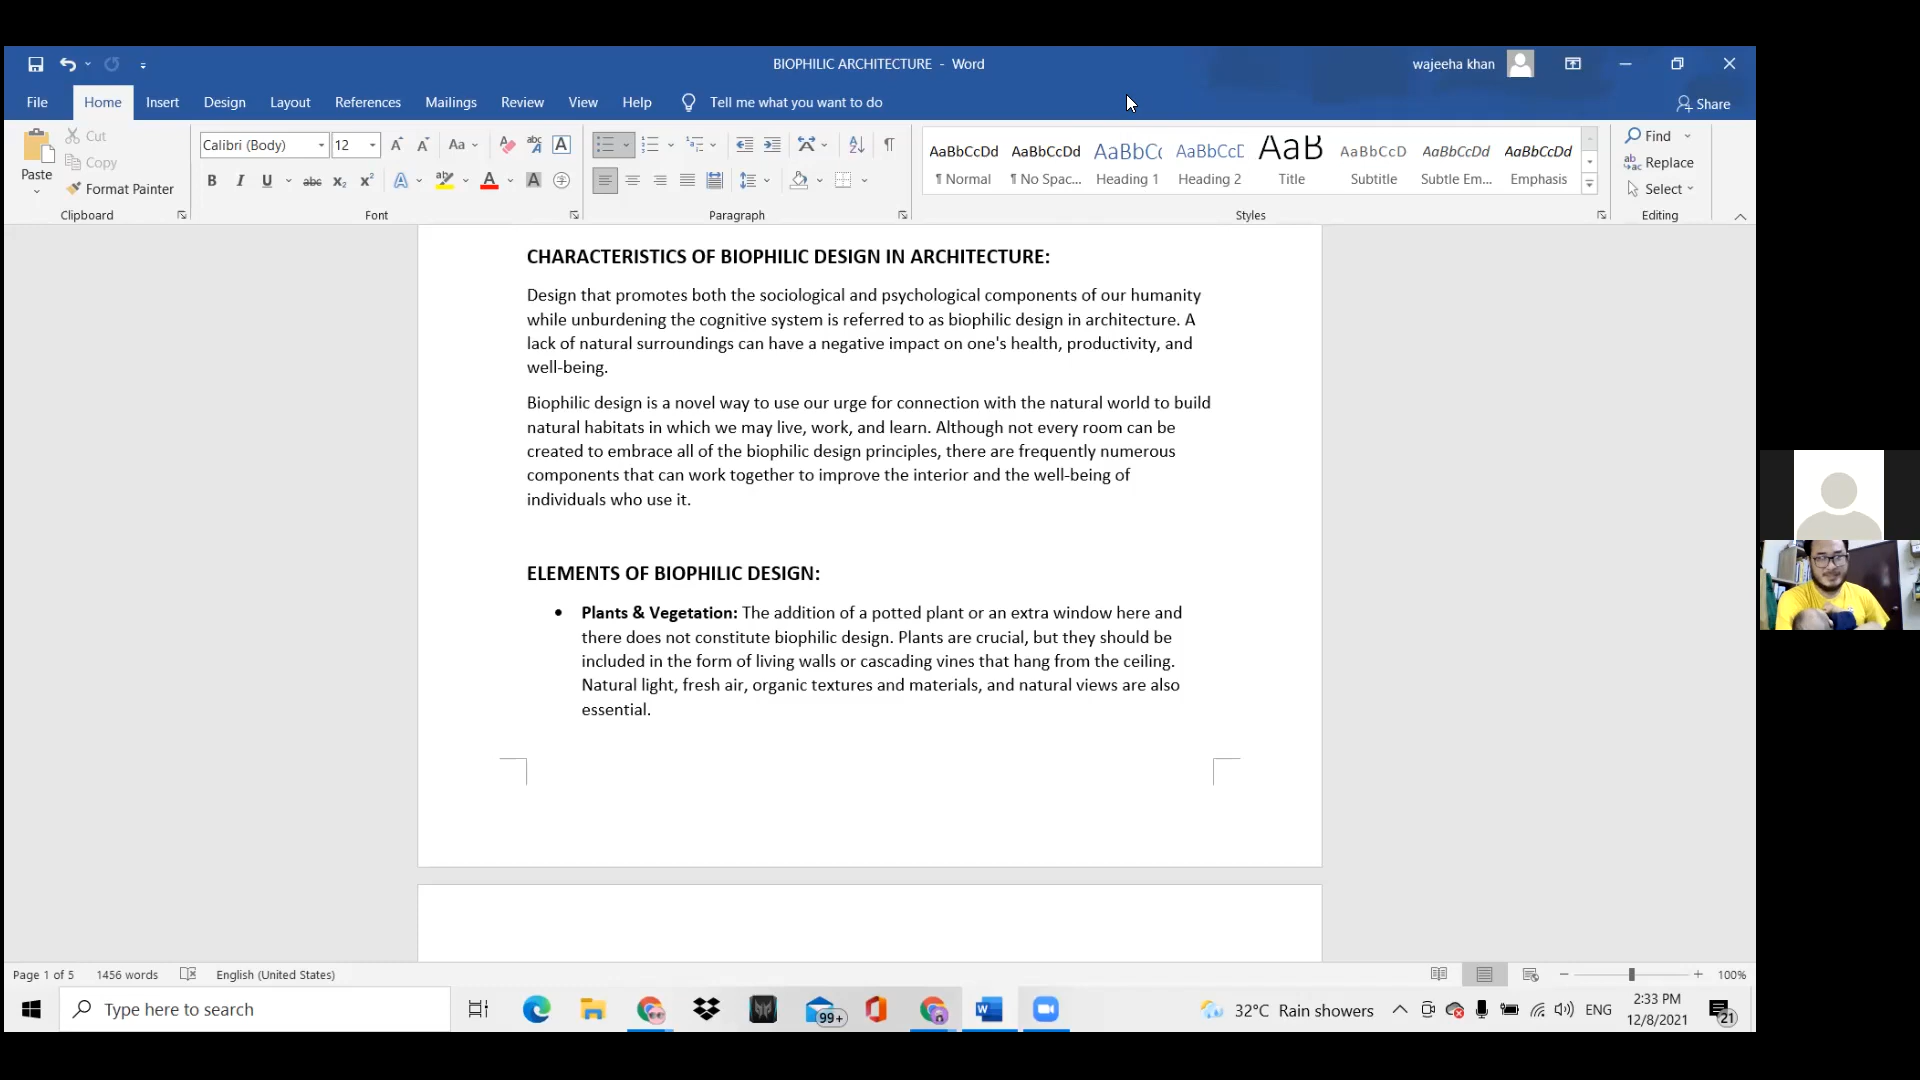 BIOPHILIC ARCHITECTURE - Word
wajeeha khan
File Home Insert Design Layout References Mailings Review View Help Tell me what you want to do
Share
Paste
Cut
Copy
Format Painter
Clipboard
Calibri (Body) 12
Aa
B I U abc x₂ x² A
Font
Paragraph
AaBbCcDd AaBbCcDd AaBbC( AaBbCcE AaB AaBbCcD AaBbCcDd AaBbCcDd
¶ Normal ¶ No Spac... Heading 1 Heading 2 Title Subtitle Subtle Em... Emphasis
Styles
Find
Replace
Select
Editing
CHARACTERISTICS OF BIOPHILIC DESIGN IN ARCHITECTURE:
Design that promotes both the sociological and psychological components of our humanity
while unburdening the cognitive system is referred to as biophilic design in architecture. A
lack of natural surroundings can have a negative impact on one's health, productivity, and
well-being.
Biophilic design is a novel way to use our urge for connection with the natural world to build
natural habitats in which we may live, work, and learn. Although not every room can be
created to embrace all of the biophilic design principles, there are frequently numerous
components that can work together to improve the interior and the well-being of
individuals who use it.
ELEMENTS OF BIOPHILIC DESIGN:
• Plants & Vegetation: The addition of a potted plant or an extra window here and
there does not constitute biophilic design. Plants are crucial, but they should be
included in the form of living walls or cascading vines that hang from the ceiling.
Natural light, fresh air, organic textures and materials, and natural views are also
essential.
Page 1 of 5 1456 words English (United States) 100%
Type here to search
99+
32°C Rain showers
ENG
2:33 PM
12/8/2021
21